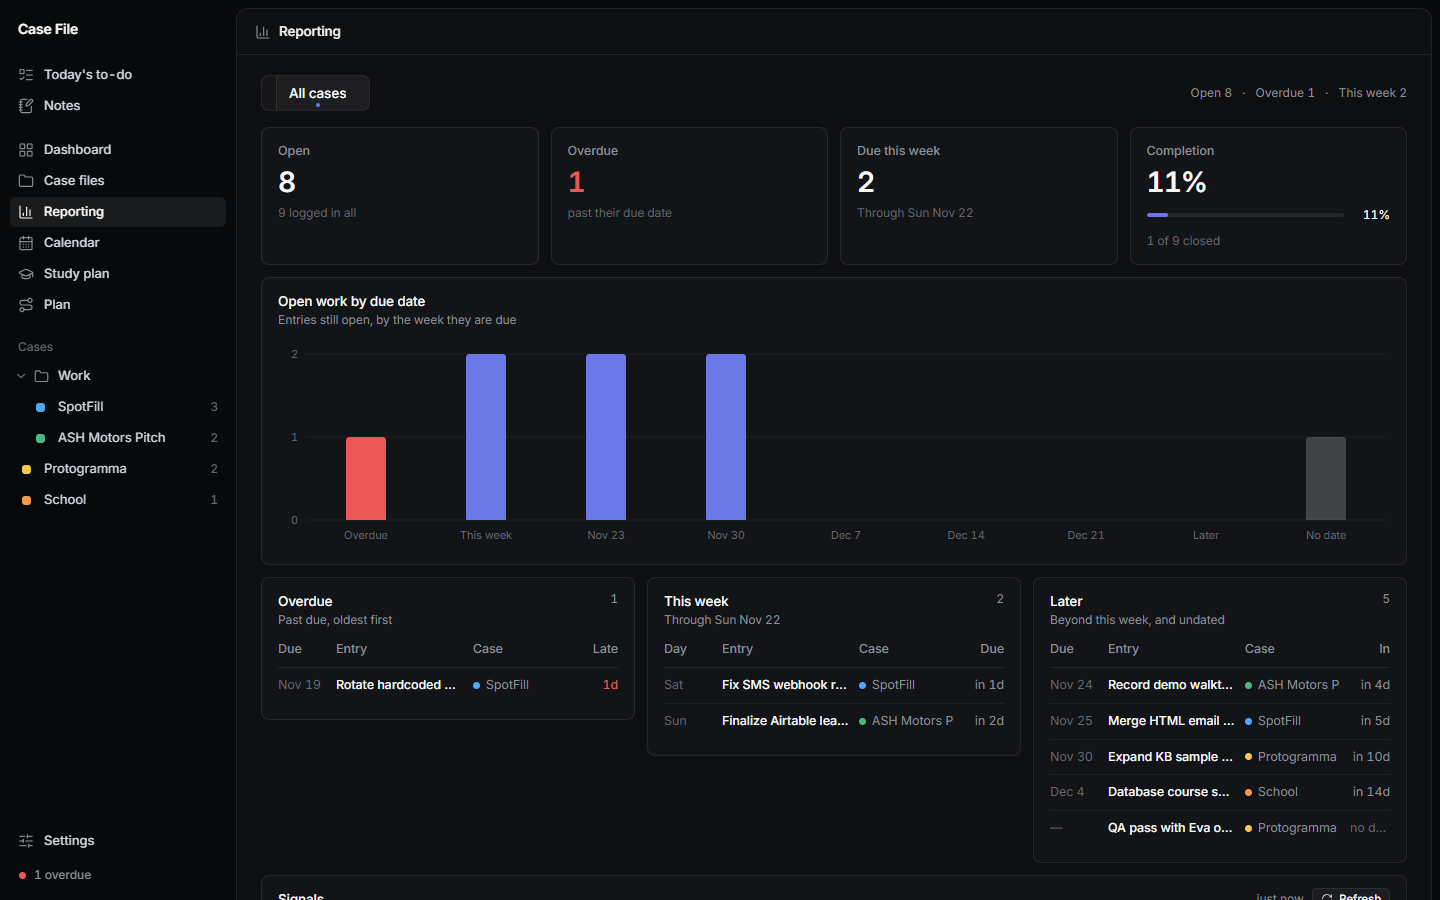 Case File
Today's to-do
Notes
Dashboard
Case files
Reporting
Calendar
Study plan
Plan
Cases
Work
SpotFill 3
ASH Motors Pitch 2
Protogramma 2
School 1
Settings
1 overdue
Reporting
All cases
Open 8 · Overdue 1 · This week 2
Open
8
9 logged in all
Overdue
1
past their due date
Due this week
2
Through Sun Nov 22
Completion
11%
11%
1 of 9 closed
Open work by due date
Entries still open, by the week they are due
2
1
0
Overdue This week Nov 23 Nov 30 Dec 7 Dec 14 Dec 21 Later No date
Overdue 1
Past due, oldest first
Due Entry Case Late
Nov 19 Rotate hardcoded ... SpotFill 1d
This week 2
Through Sun Nov 22
Day Entry Case Due
Sat Fix SMS webhook r... SpotFill in 1d
Sun Finalize Airtable lea... ASH Motors P in 2d
Later 5
Beyond this week, and undated
Due Entry Case In
Nov 24 Record demo walkt... ASH Motors P in 4d
Nov 25 Merge HTML email ... SpotFill in 5d
Nov 30 Expand KB sample ... Protogramma in 10d
Dec 4 Database course s... School in 14d
— QA pass with Eva o... Protogramma no d...
Signals just now Refresh